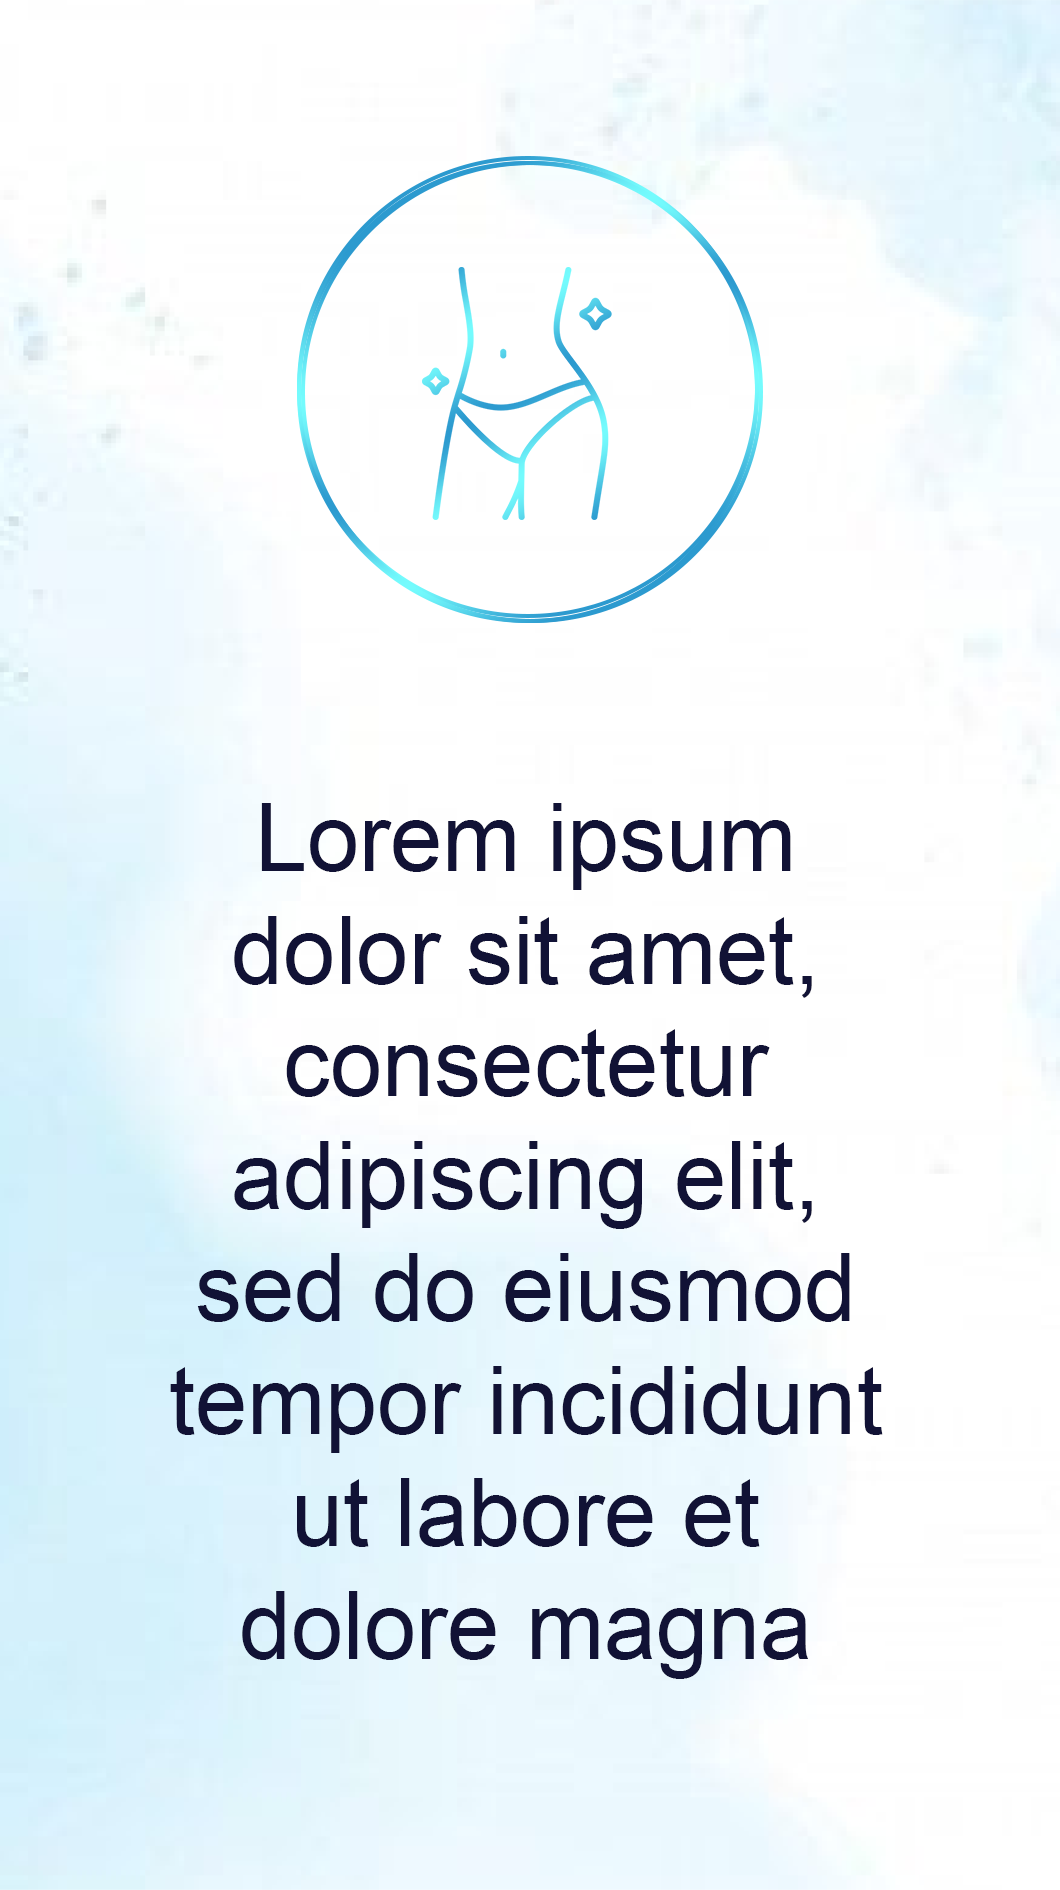 Lorem ipsum
dolor sit amet,
consectetur
adipiscing elit,
sed do eiusmod
tempor incididunt
ut labore et
dolore magna